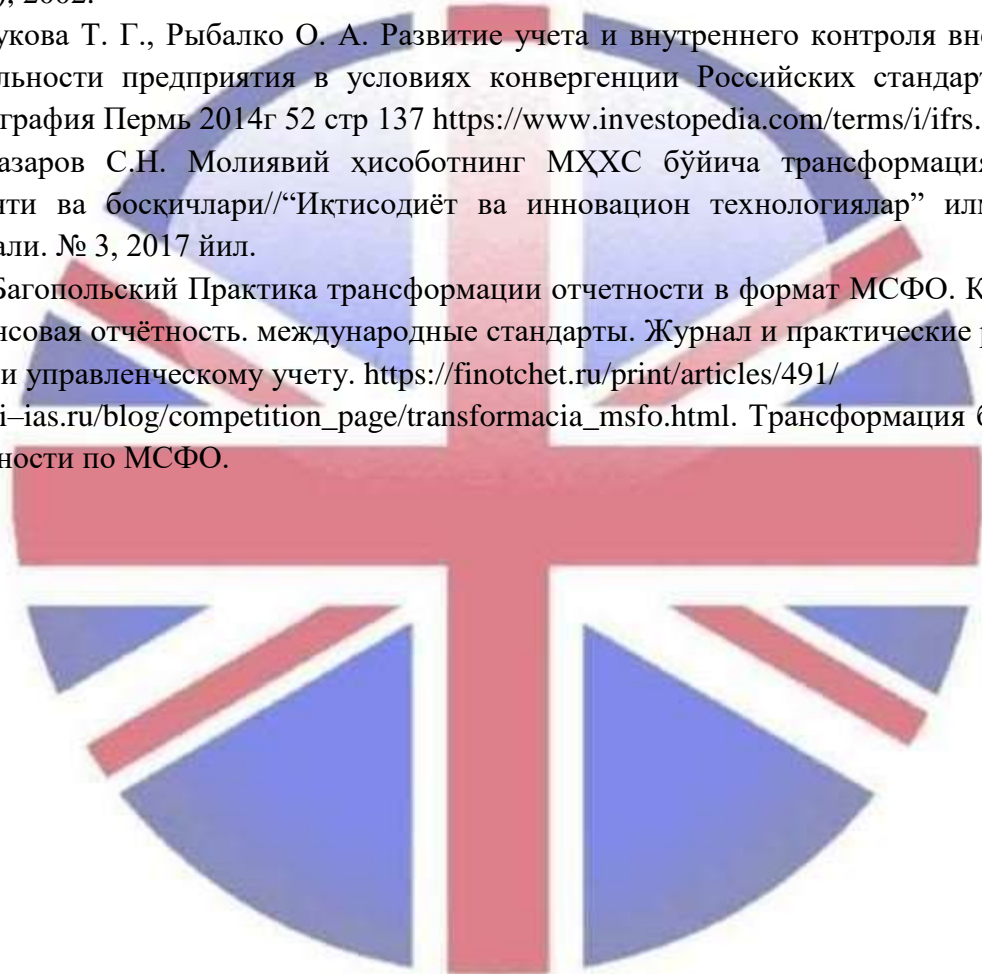 ), 2002.
укова Т. Г., Рыбалко О. А. Развитие учета и внутреннего контроля вне
льности предприятия в условиях конвергенции Российских стандарт
графия Пермь 2014г 52 стр 137 https://www.investopedia.com/terms/i/ifrs.
азаров С.Н. Молиявий ҳисоботнинг МҲХС бўйича трансформация
яти ва босқичлари//“Иқтисодиёт ва инновацион технологиялар” илм
али. № 3, 2017 йил.
Багопольский Практика трансформации отчетности в формат МСФО. К
нсовая отчётность. международные стандарты. Журнал и практические р
и управленческому учету. https://finotchet.ru/print/articles/491/
i–ias.ru/blog/competition_page/transformacia_msfo.html. Трансформация б
ности по МСФО.